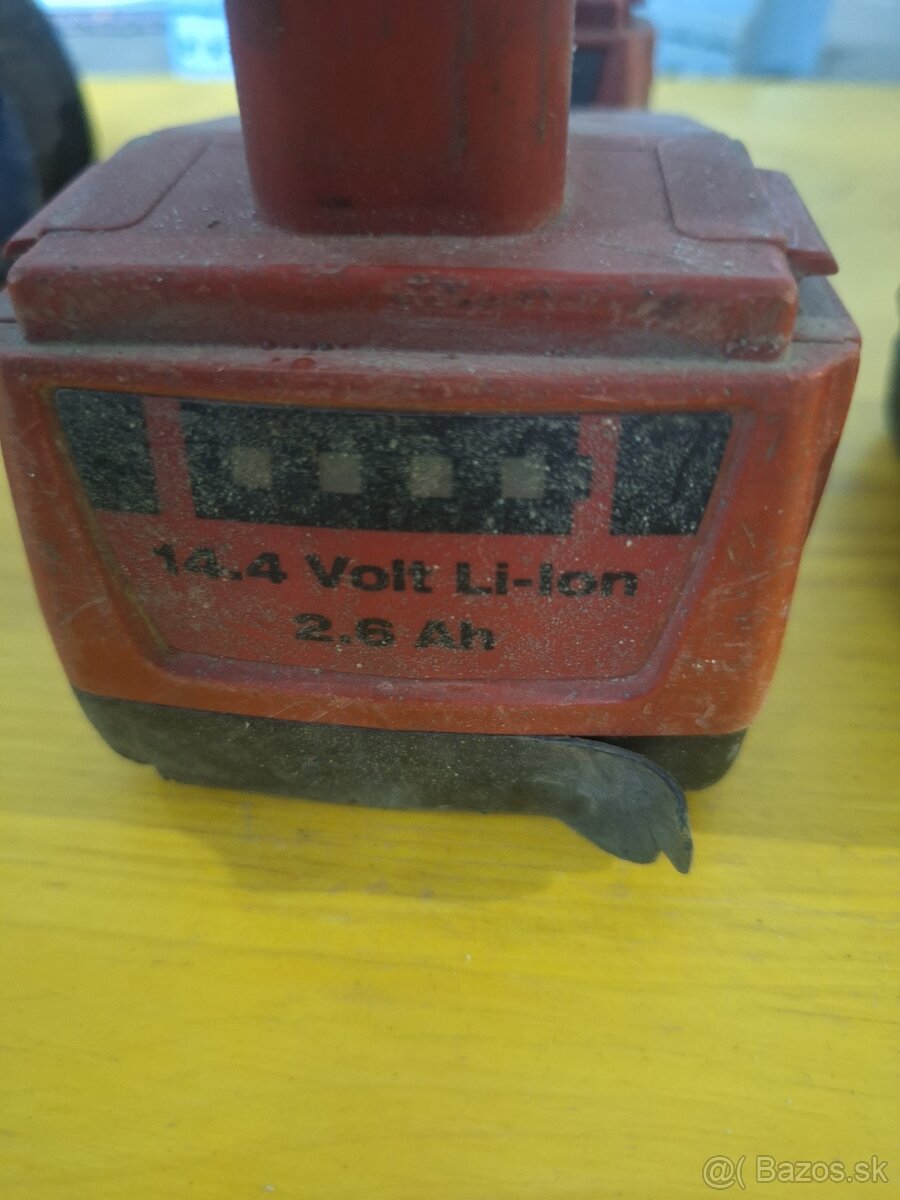 14.4 Volt Li-Ion
2.6 Ah
@( Bazos.sk